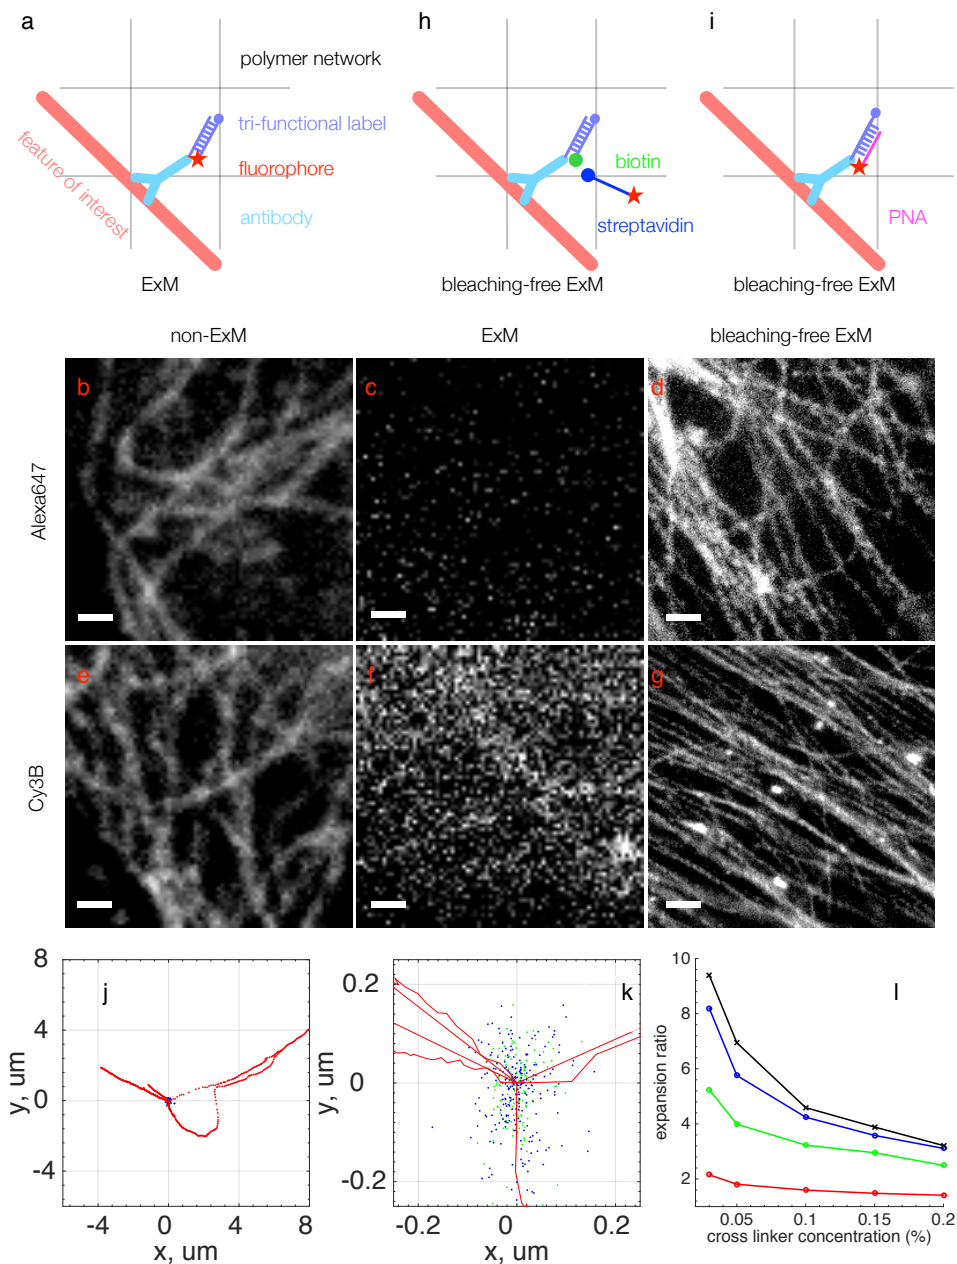 a
h
i
polymer network
tri-functional label
fluorophore
antibody
feature of interest
ExM
biotin
streptavidin
bleaching-free ExM
PNA
bleaching-free ExM
non-ExM
ExM
bleaching-free ExM
Alexa647
b
c
d
Cy3B
e
f
g
j
8
4
0
-4
y, um
-4
0
4
8
x, um
k
0.2
0
-0.2
y, um
-0.2
0
0.2
x, um
l
10
8
6
4
2
expansion ratio
0.05
0.1
0.15
0.2
cross linker concentration (%)